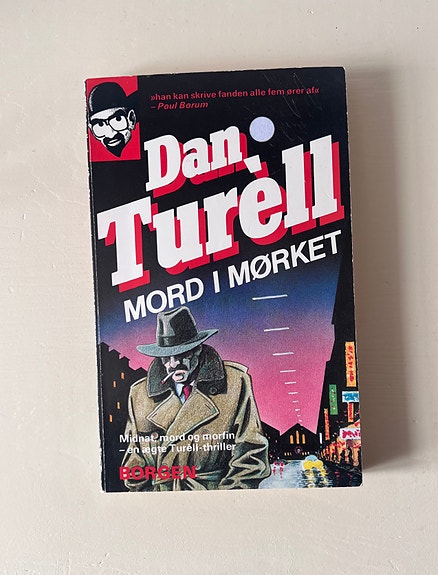 »han kan skrive fanden alle fem ører af«
– Poul Borum
Dan
Turèll
MORD I MØRKET
Midnat, mord og morfin
– en ægte Turèll-thriller
BORGEN